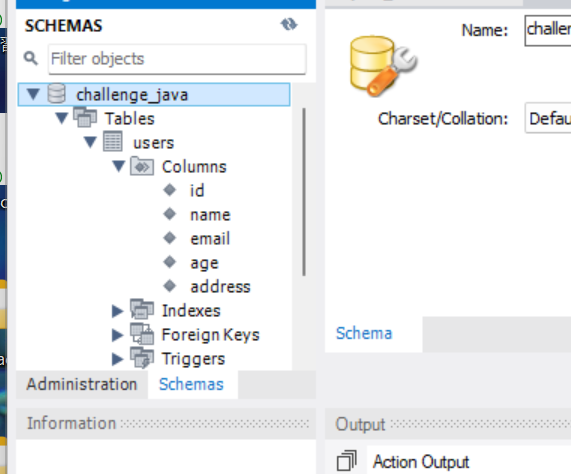 SCHEMAS
Filter objects
challenge_java
Tables
users
Columns
id
name
email
age
address
Indexes
Foreign Keys
Triggers
Administration Schemas
Information
Name: challen
Charset/Collation: Defau
Schema
Output
Action Output